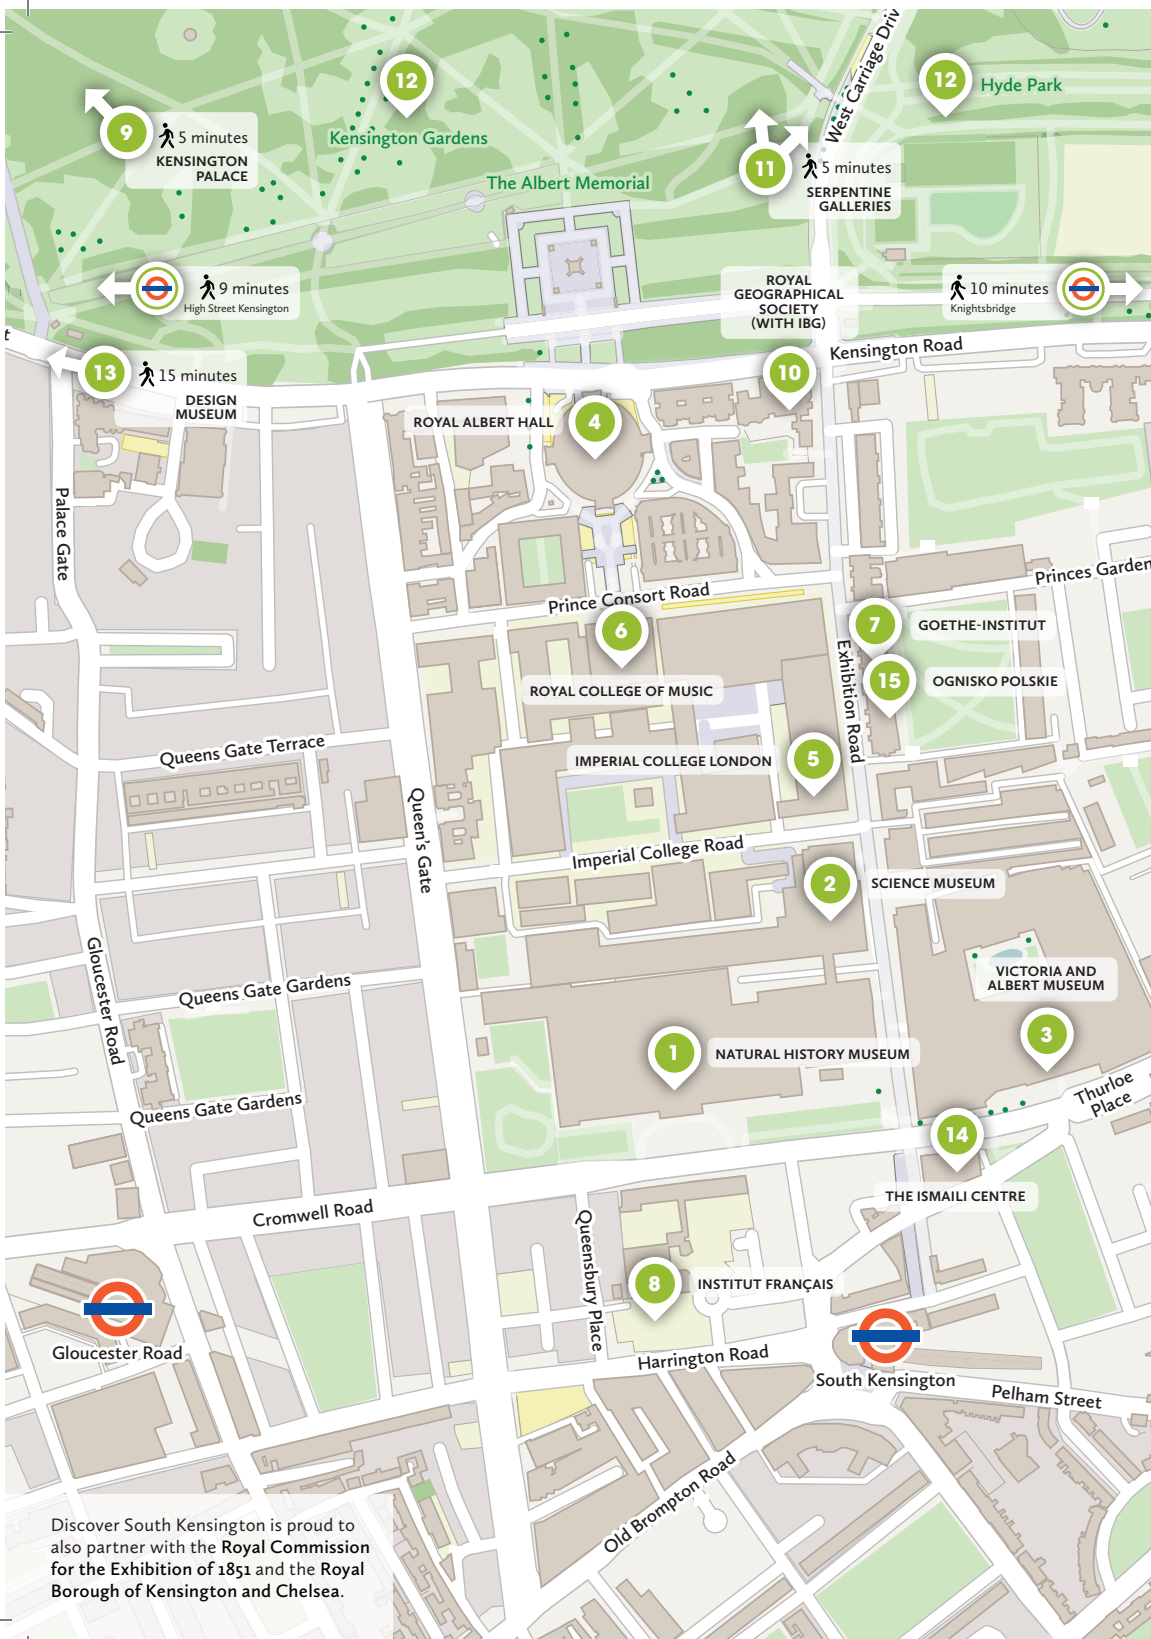 West Carriage Driv
12
12
Hyde Park
9
5 minutes
KENSINGTON
PALACE
Kensington Gardens
11
5 minutes
SERPENTINE
GALLERIES
The Albert Memorial
9 minutes
High Street Kensington
ROYAL
GEOGRAPHICAL
SOCIETY
(WITH IBG)
10 minutes
Knightsbridge
t
Kensington Road
13
15 minutes
DESIGN
MUSEUM
10
ROYAL ALBERT HALL
4
Palace Gate
Princes Garden
Prince Consort Road
6
7
GOETHE-INSTITUT
ROYAL COLLEGE OF MUSIC
Exhibition Road
15
OGNISKO POLSKIE
Queens Gate Terrace
IMPERIAL COLLEGE LONDON
5
Queen's Gate
Imperial College Road
2
SCIENCE MUSEUM
Gloucester Road
Queens Gate Gardens
VICTORIA AND
ALBERT MUSEUM
3
1
NATURAL HISTORY MUSEUM
Queens Gate Gardens
Thurloe
Place
14
THE ISMAILI CENTRE
Cromwell Road
Queensbury Place
8
INSTITUT FRANÇAIS
Gloucester Road
Harrington Road
South Kensington
Pelham Street
Old Brompton Road
Discover South Kensington is proud to
also partner with the Royal Commission
for the Exhibition of 1851 and the Royal
Borough of Kensington and Chelsea.